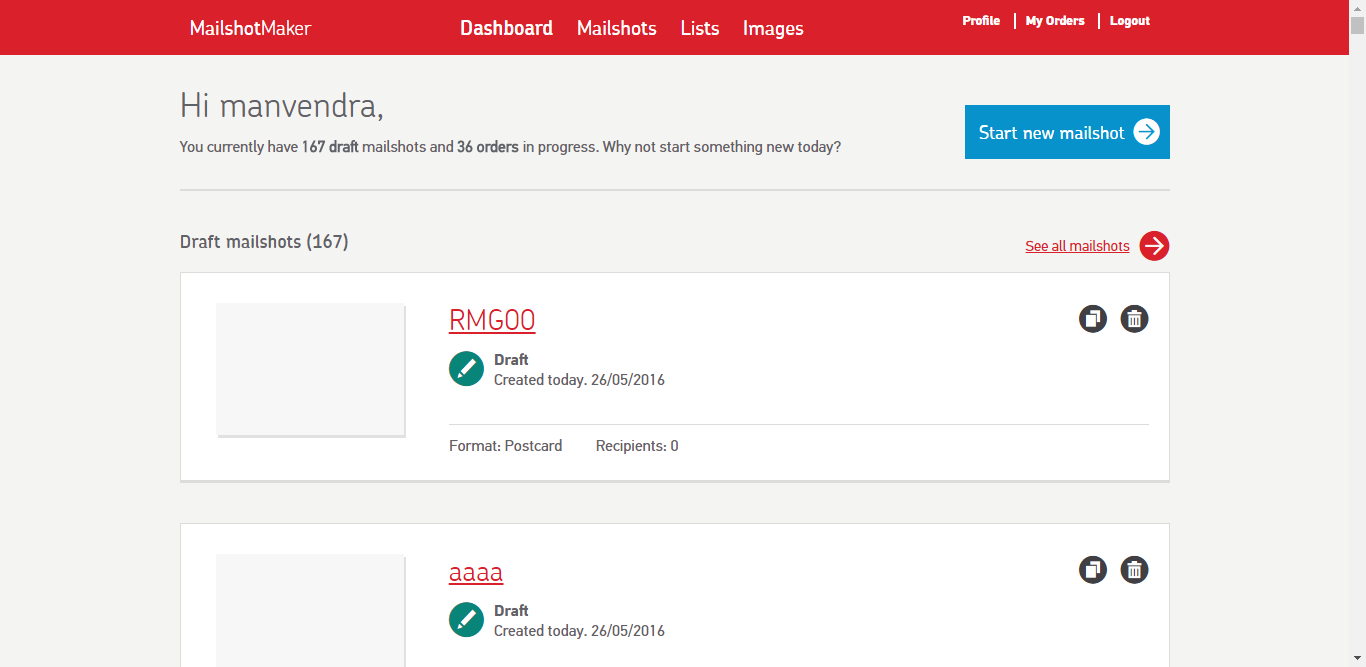 MailshotMaker
Dashboard Mailshots Lists Images
Profile My Orders Logout
Hi manvendra,
You currently have 167 draft mailshots and 36 orders in progress. Why not start something new today?
Start new mailshot
Draft mailshots (167)
See all mailshots
RMG00
Draft
Created today. 26/05/2016
Format: Postcard Recipients: 0
aaaa
Draft
Created today. 26/05/2016